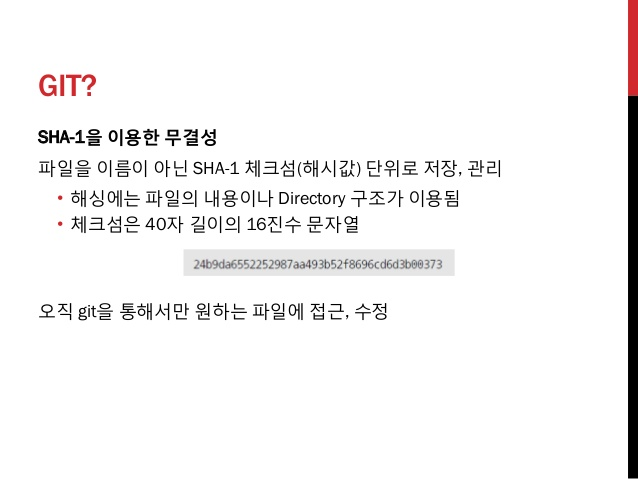 GIT?
SHA-1을 이용한 무결성
파일을 이름이 아닌 SHA-1 체크섬(해시값) 단위로 저장, 관리
• 해싱에는 파일의 내용이나 Directory 구조가 이용됨
• 체크섬은 40자 길이의 16진수 문자열
24b9da6552252987aa493b52f8696cd6d3b00373
오직 git을 통해서만 원하는 파일에 접근, 수정